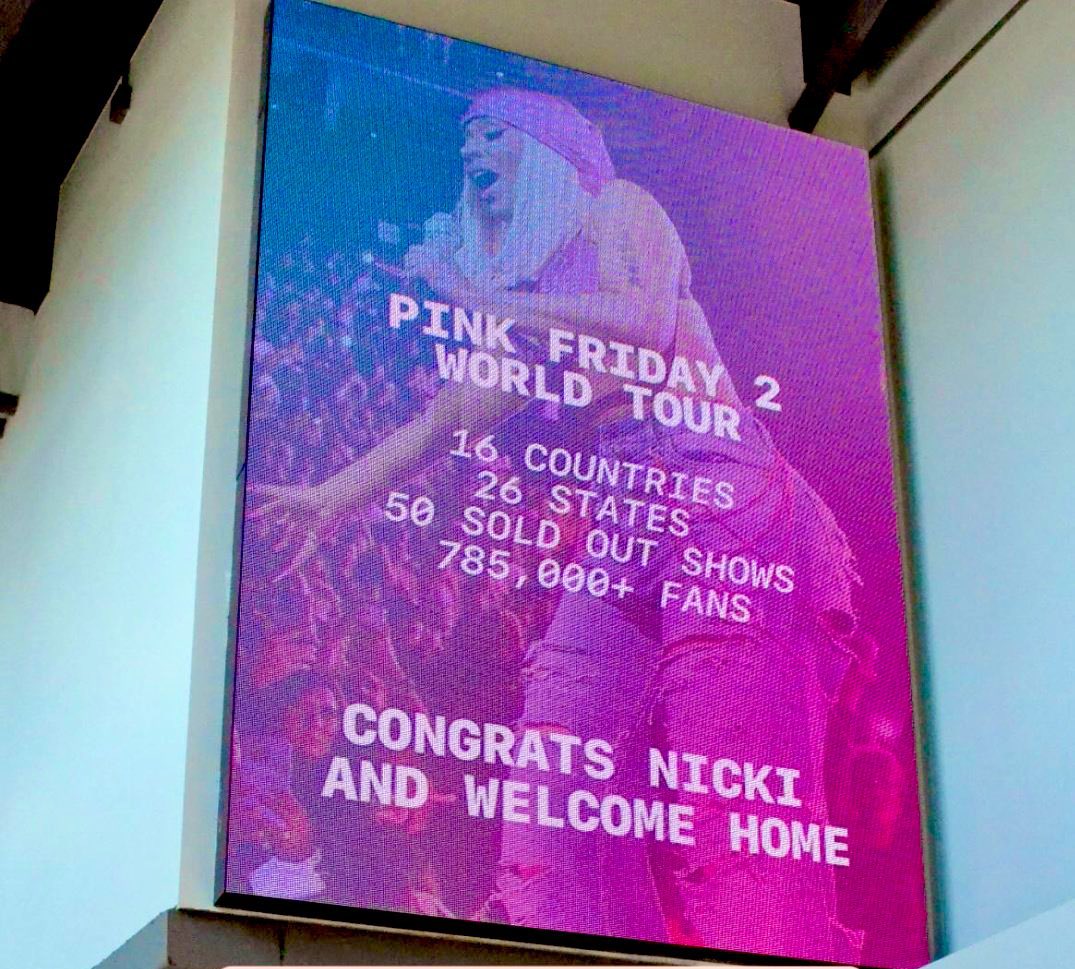 PINK FRIDAY 2
WORLD TOUR
16 COUNTRIES
26 STATES
50 SOLD OUT SHOWS
785,000+ FANS
CONGRATS NICKI
AND WELCOME HOME